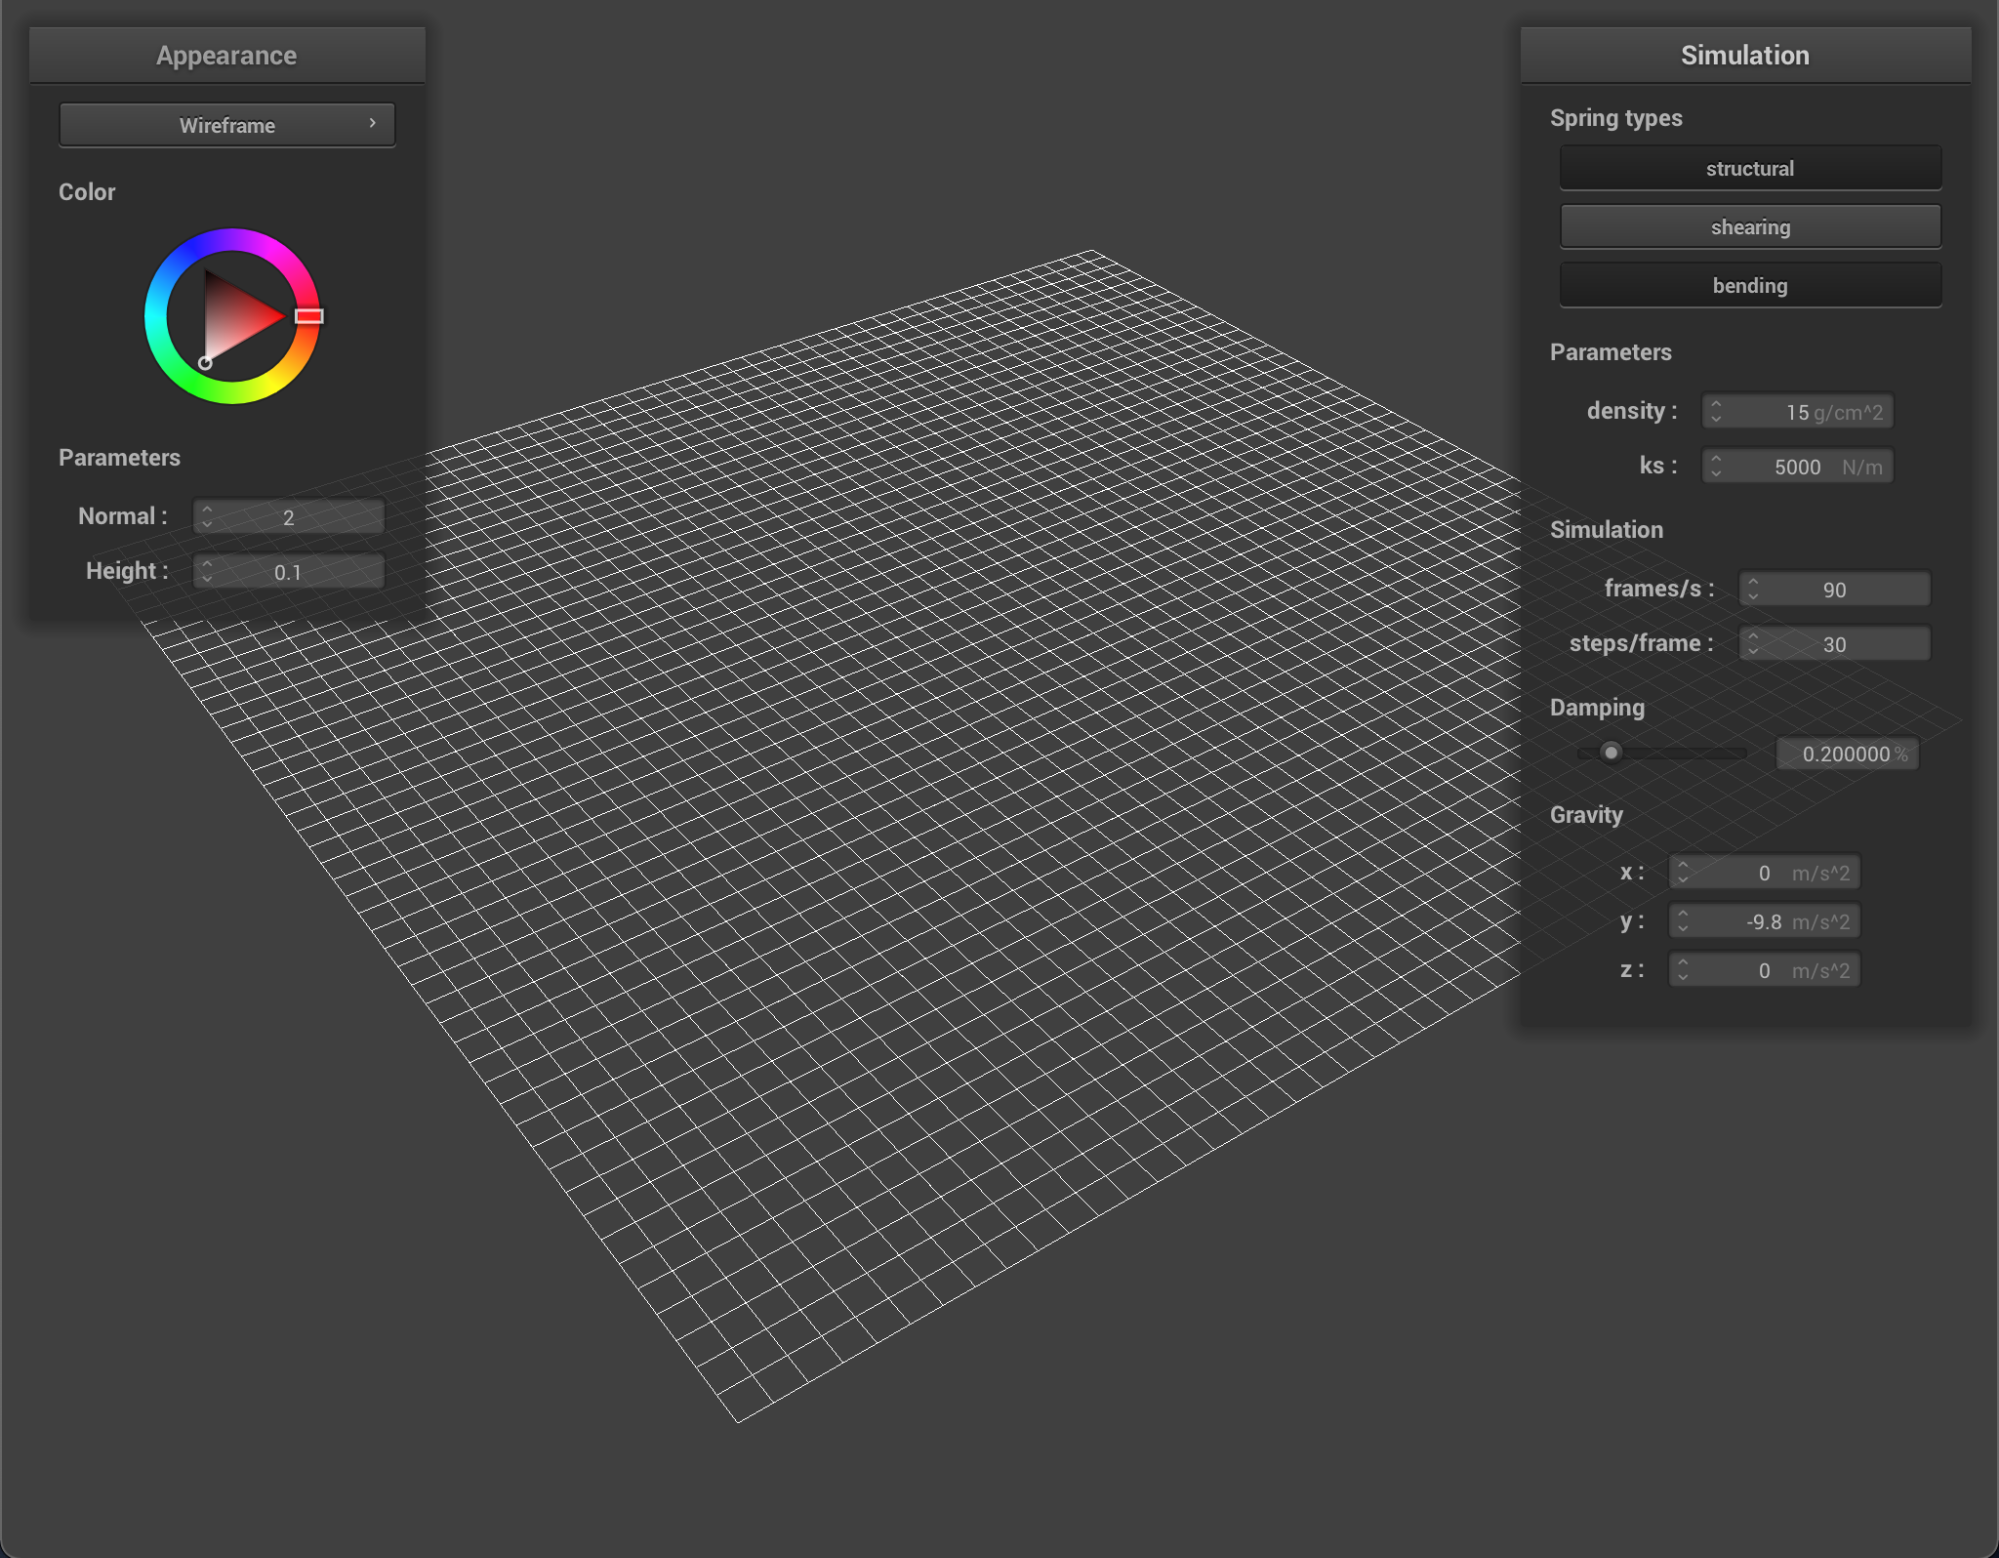 Appearance
Wireframe
Color
Parameters
Normal : 2
Height : 0.1
Simulation
Spring types
structural
shearing
bending
Parameters
density : 15 g/cm^2
ks : 5000 N/m
Simulation
frames/s : 90
steps/frame : 30
Damping
0.200000 %
Gravity
x : 0 m/s^2
y : -9.8 m/s^2
z : 0 m/s^2